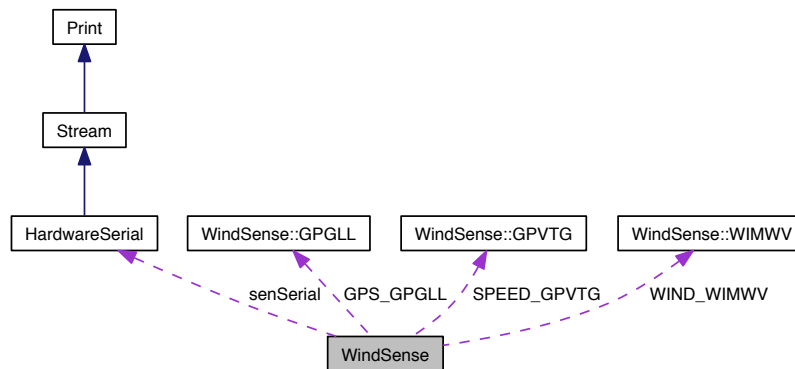 Print
Stream
HardwareSerial
WindSense::GPGLL
WindSense::GPVTG
WindSense::WIMWV
senSerial
GPS_GPGLL
SPEED_GPVTG
WIND_WIMWV
WindSense